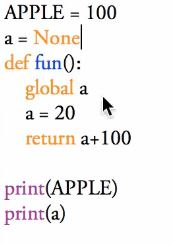 APPLE = 100
a = None
def fun():
    global a
    a = 20
    return a+100

print(APPLE)
print(a)